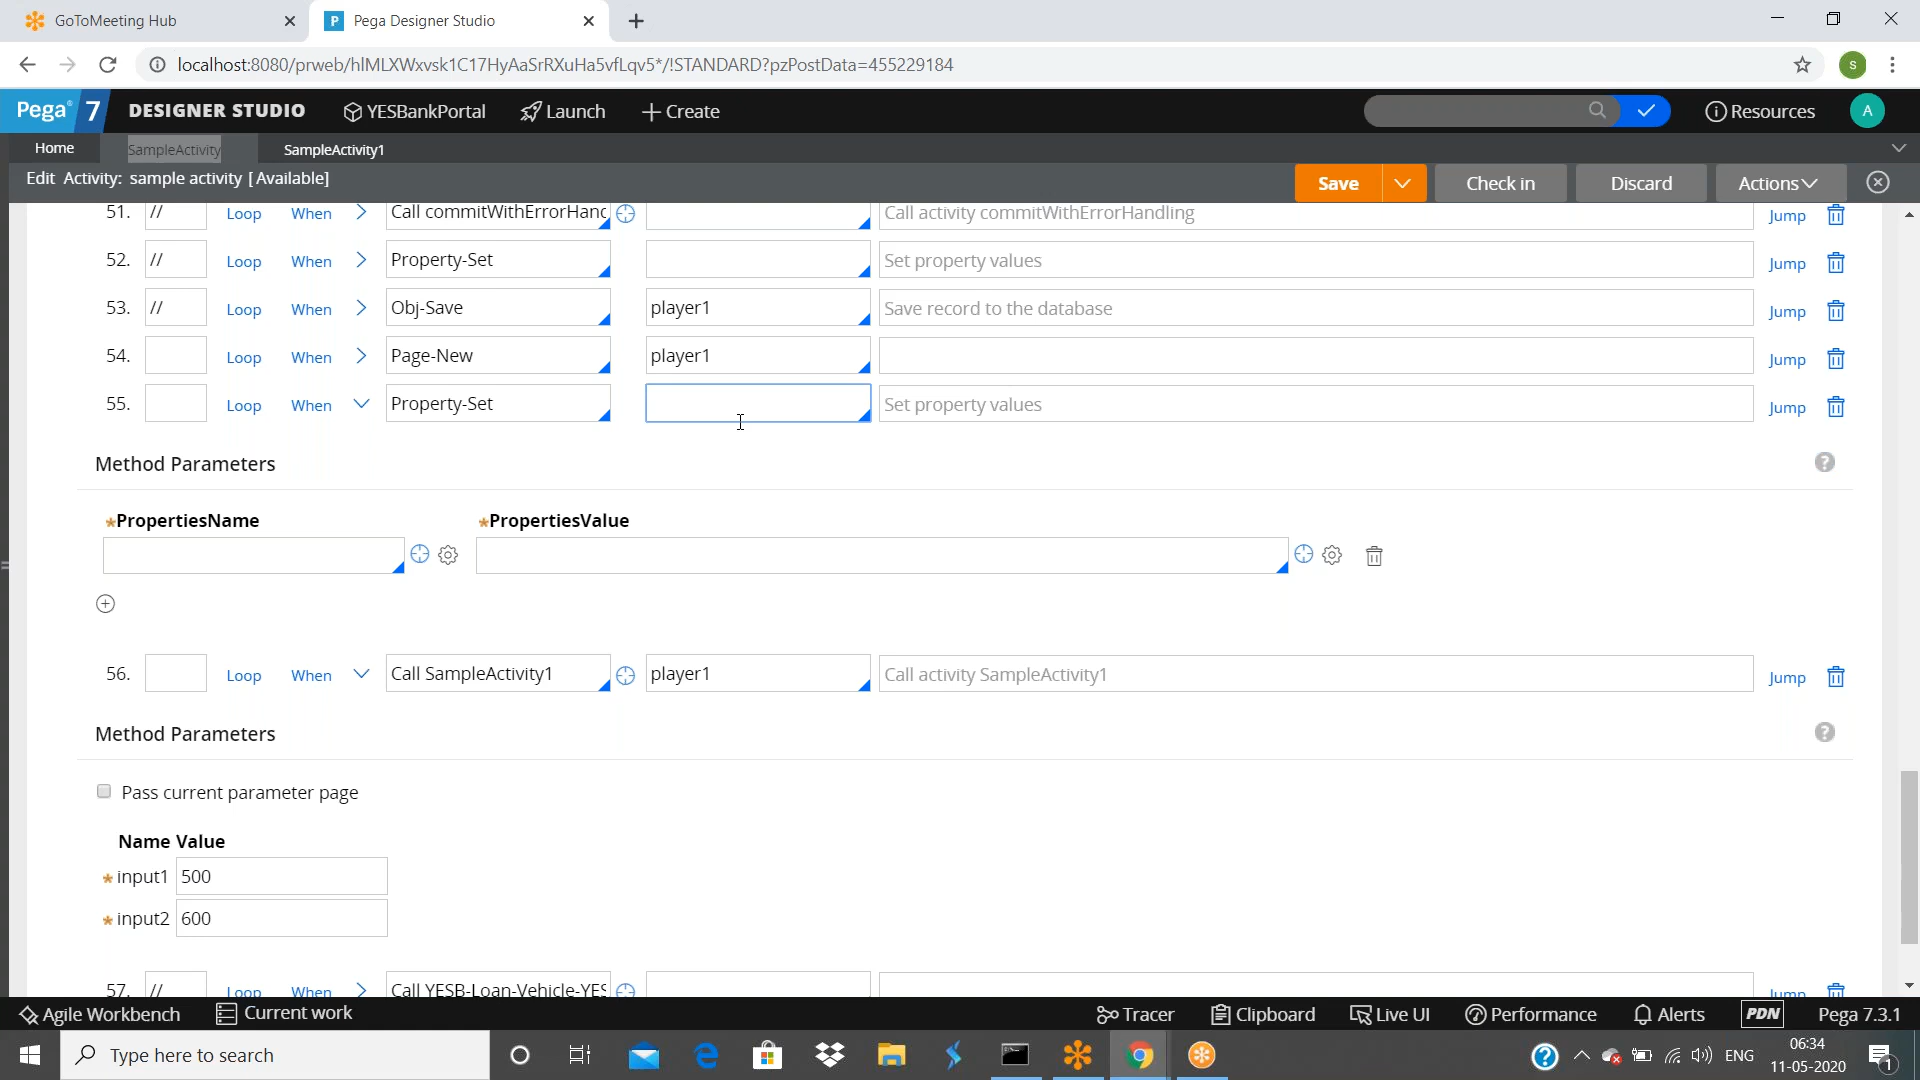 GoToMeeting Hub
Pega Designer Studio
localhost:8080/prweb/hIMLXWxvsk1C17HyAaSrRXuHa5vfLqv5*/!STANDARD?pzPostData=455229184
S
Pega 7 DESIGNER STUDIO YESBankPortal Launch Create Resources A
Home SampleActivity SampleActivity1
Edit Activity: sample activity [Available] Save Check in Discard Actions
51. // Loop When Call commitWithErrorHanc Call activity commitWithErrorHandling Jump
52. // Loop When Property-Set Set property values Jump
53. // Loop When Obj-Save player1 Save record to the database Jump
54. Loop When Page-New player1 Jump
55. Loop When Property-Set Set property values Jump
Method Parameters ?
*PropertiesName *PropertiesValue
56. Loop When Call SampleActivity1 player1 Call activity SampleActivity1 Jump
Method Parameters ?
Pass current parameter page
Name Value
* input1 500
* input2 600
57. // Loop When Call YESB-Loan-Vehicle-YES Jump
Agile Workbench Current work Tracer Clipboard Live UI Performance Alerts PDN Pega 7.3.1
Type here to search ENG 06:34
11-05-2020
1